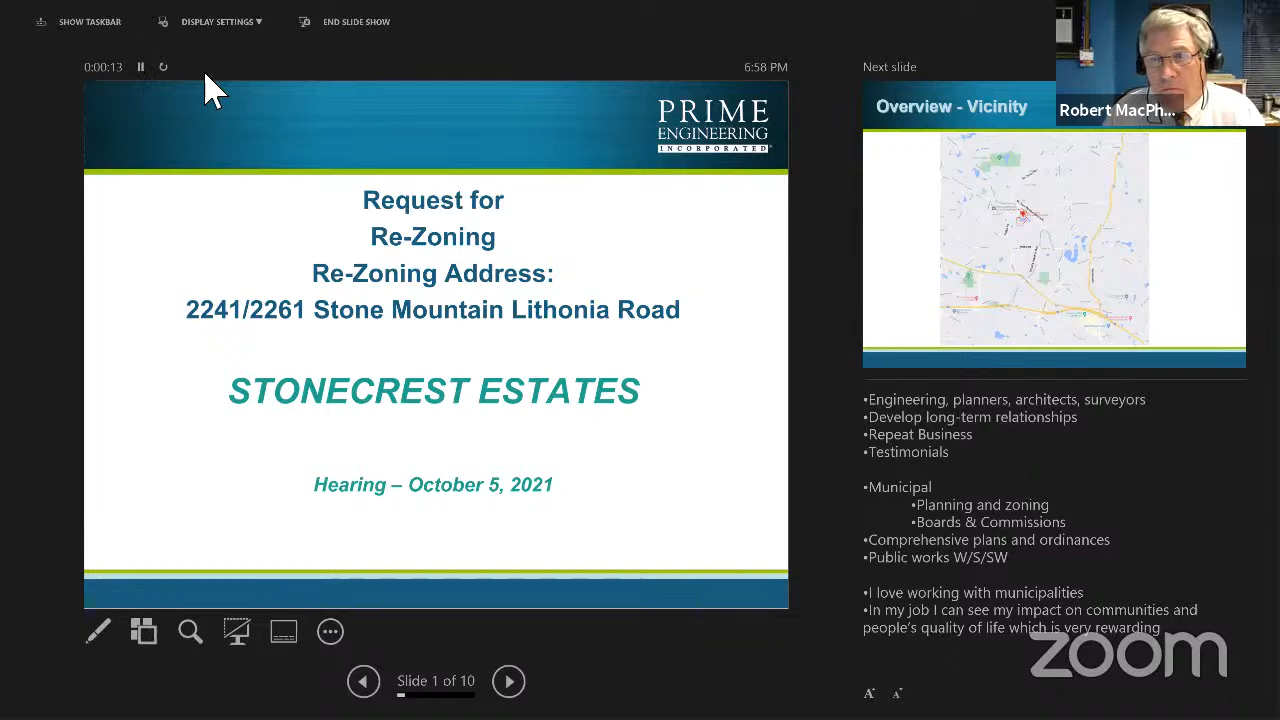 SHOW TASKBAR
DISPLAY SETTINGS ▼
END SLIDE SHOW
0:00:13
6:58 PM
PRIME
ENGINEERING
INCORPORATED
Request for
Re-Zoning
Re-Zoning Address:
2241/2261 Stone Mountain Lithonia Road
STONECREST ESTATES
Hearing – October 5, 2021
Slide 1 of 10
Next slide
Overview - Vicinity
Robert MacPh...
•Engineering, planners, architects, surveyors
•Develop long-term relationships
•Repeat Business
•Testimonials
•Municipal
•Planning and zoning
•Boards & Commissions
•Comprehensive plans and ordinances
•Public works W/S/SW
•I love working with municipalities
•In my job I can see my impact on communities and
people's quality of life which is very rewarding
zoom
A A